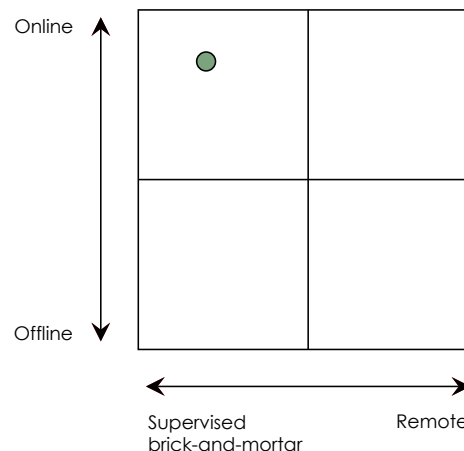 Online
Offline
Supervised
brick-and-mortar
Remote